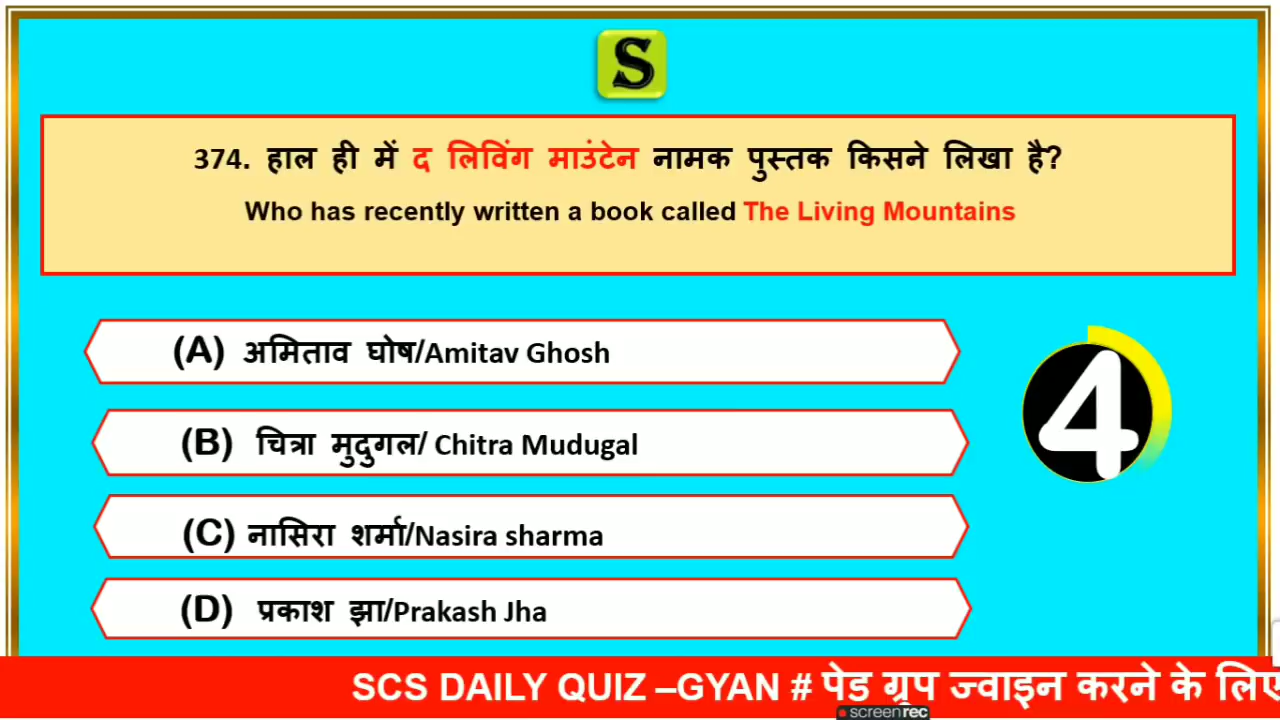 S
374. हाल ही में द लिविंग माउंटेन नामक पुस्तक किसने लिखा है?
Who has recently written a book called The Living Mountains
(A) अमिताव घोष/Amitav Ghosh
4
(B) चित्रा मुदुगल/ Chitra Mudugal
(C) नासिरा शर्मा/Nasira sharma
(D) प्रकाश झा/Prakash Jha
SCS DAILY QUIZ –GYAN # पेड ग्रूप ज्वाइन करने के लिए
screenrec